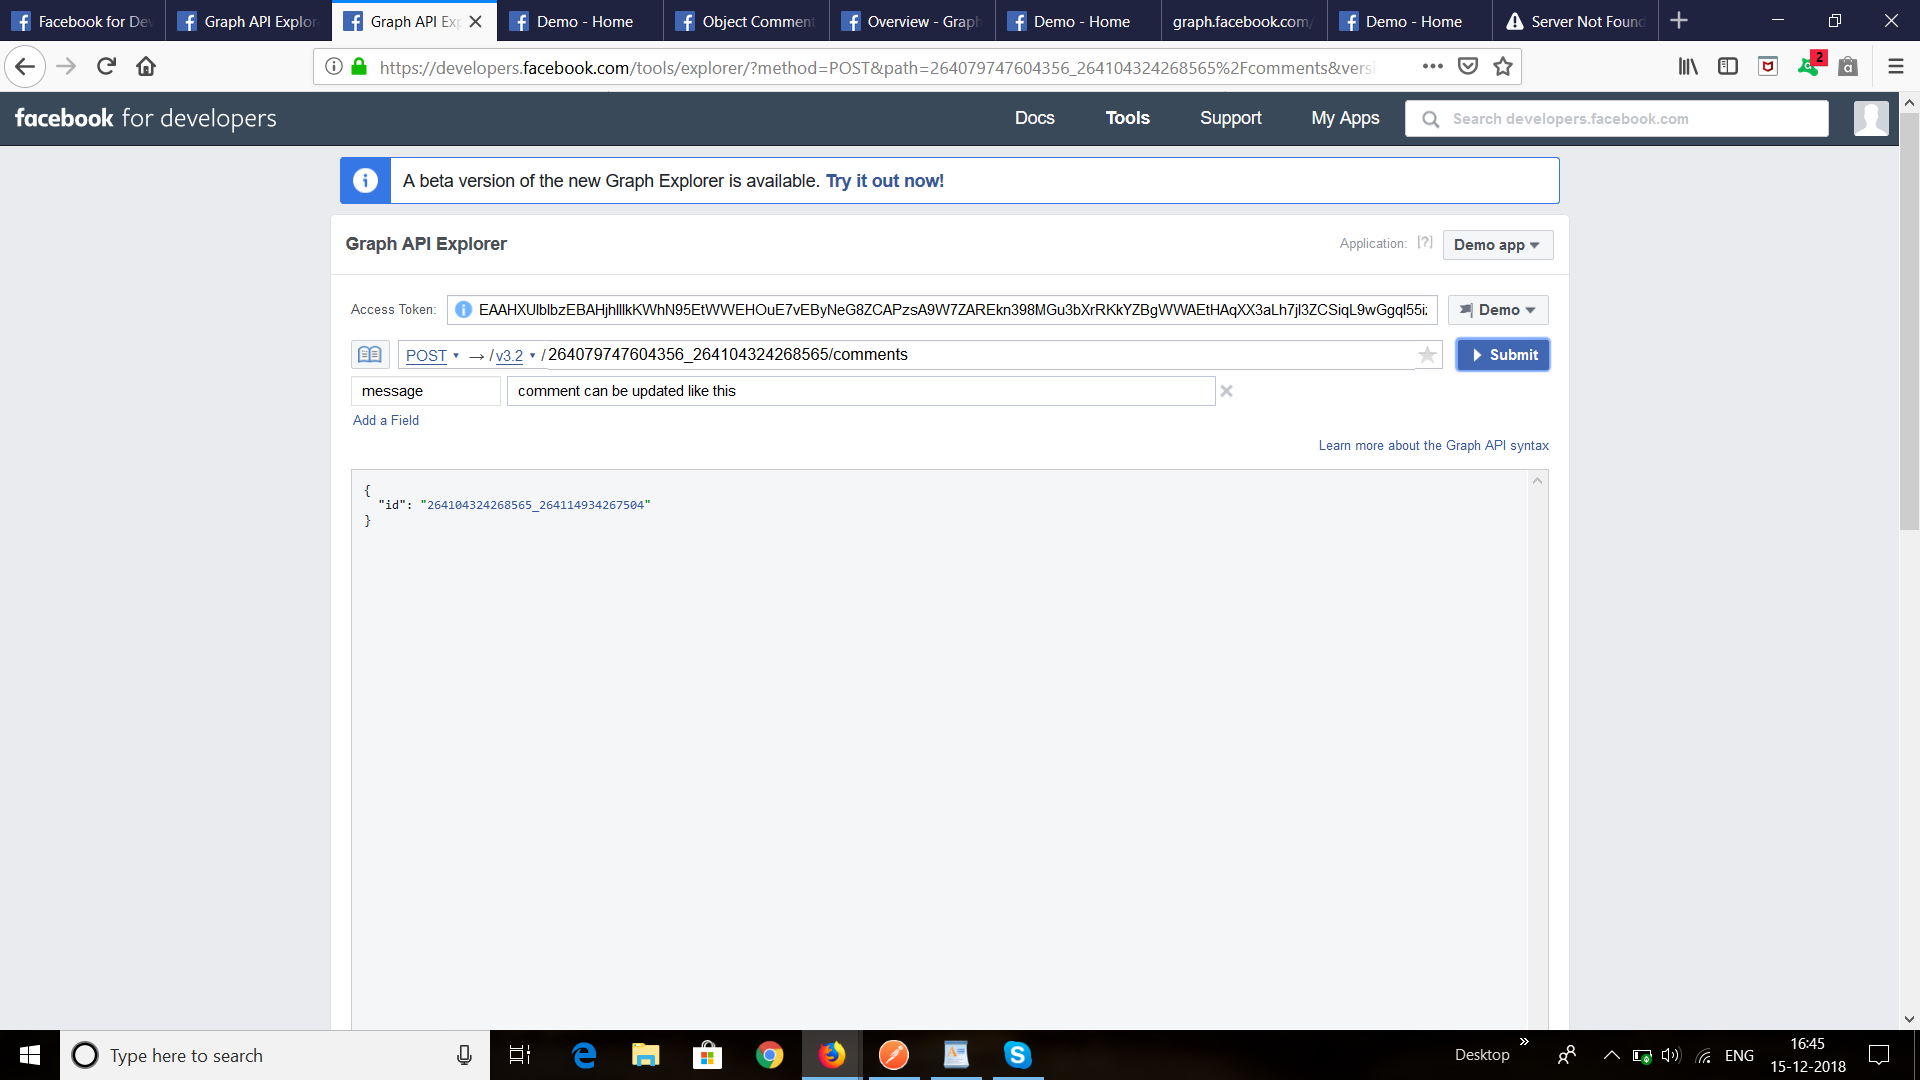 Facebook for De
Graph API Explor
Graph API Ex
Demo - Home
Object Comment
Overview - Graph
Demo - Home
graph.facebook.com/
Demo - Home
Server Not Found
https://developers.facebook.com/tools/explorer/?method=POST&path=264079747604356_264104324268565%2Fcomments&versi
2
facebook for developers
Docs
Tools
Support
My Apps
Search developers.facebook.com
A beta version of the new Graph Explorer is available. Try it out now!
Graph API Explorer
Application: [?]
Demo app
Access Token:
Demo
POST → / v3.2 / 264079747604356_264104324268565/comments
Submit
message
comment can be updated like this
Add a Field
Learn more about the Graph API syntax
{
"id": "264104324268565_264114934267504"
}
Type here to search
Desktop
ENG
16:45
15-12-2018